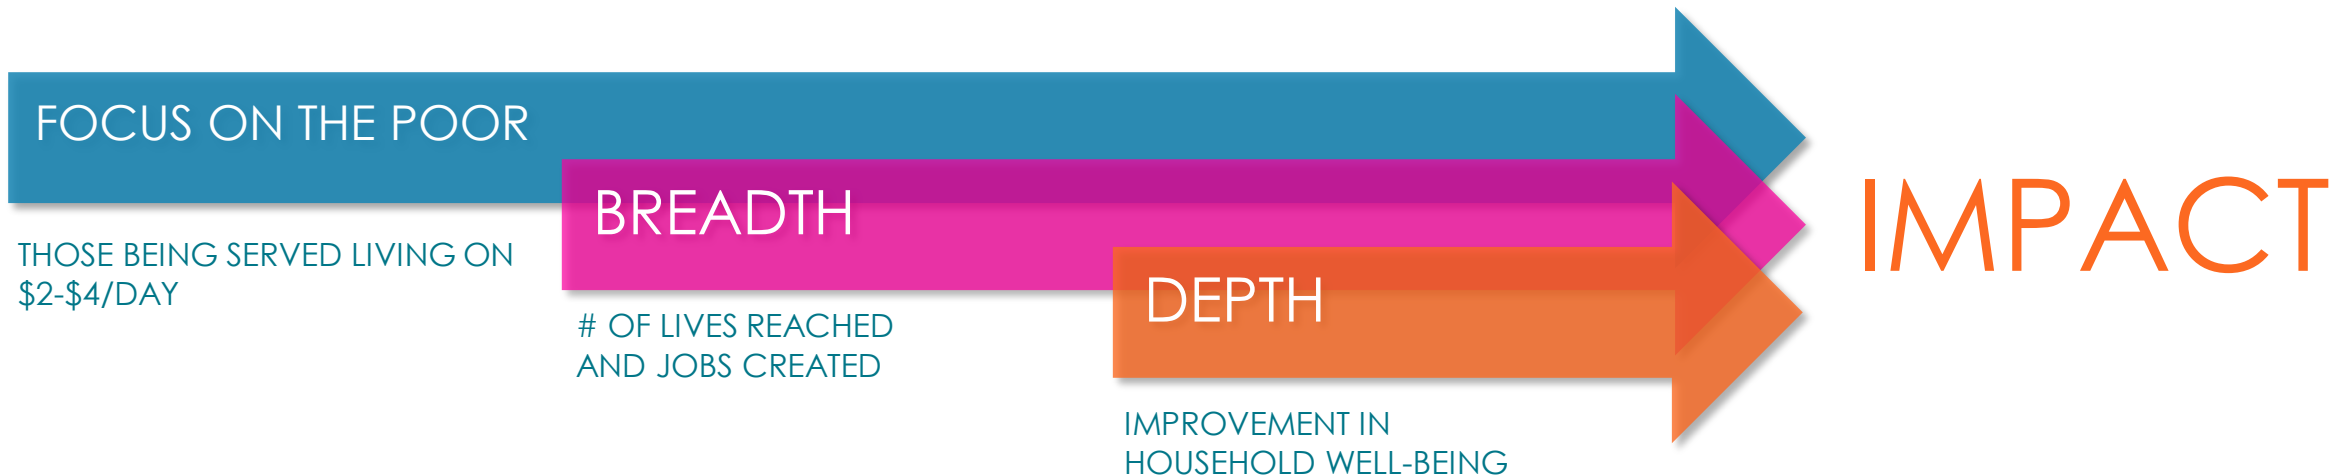 FOCUS ON THE POOR
THOSE BEING SERVED LIVING ON
$2-$4/DAY
BREADTH
# OF LIVES REACHED
AND JOBS CREATED
DEPTH
IMPROVEMENT IN
HOUSEHOLD WELL-BEING
IMPACT